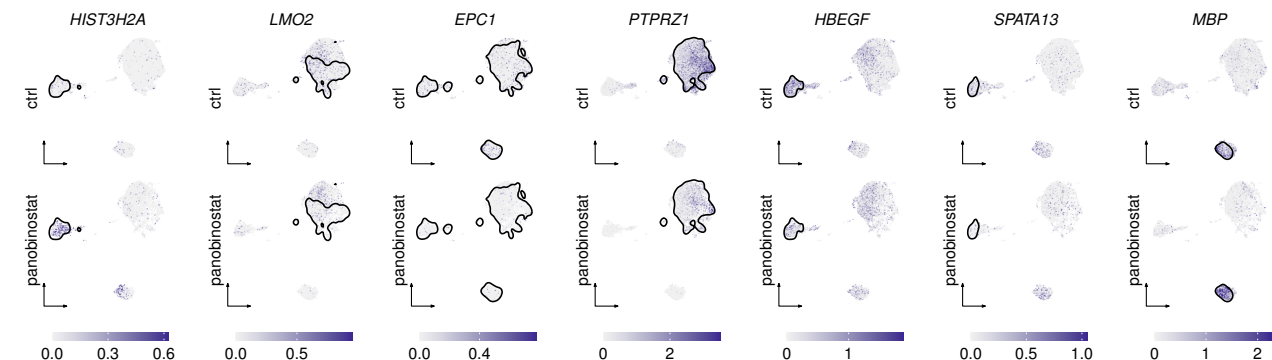 HIST3H2A LMO2 EPC1 PTPRZ1 HBEGF SPATA13 MBP
ctrl ctrl ctrl ctrl ctrl ctrl ctrl
panobinostat panobinostat panobinostat panobinostat panobinostat panobinostat panobinostat
0.0 0.3 0.6 0.0 0.5 0.0 0.4 0 2 0 1 0.0 0.5 1.0 0 1 2